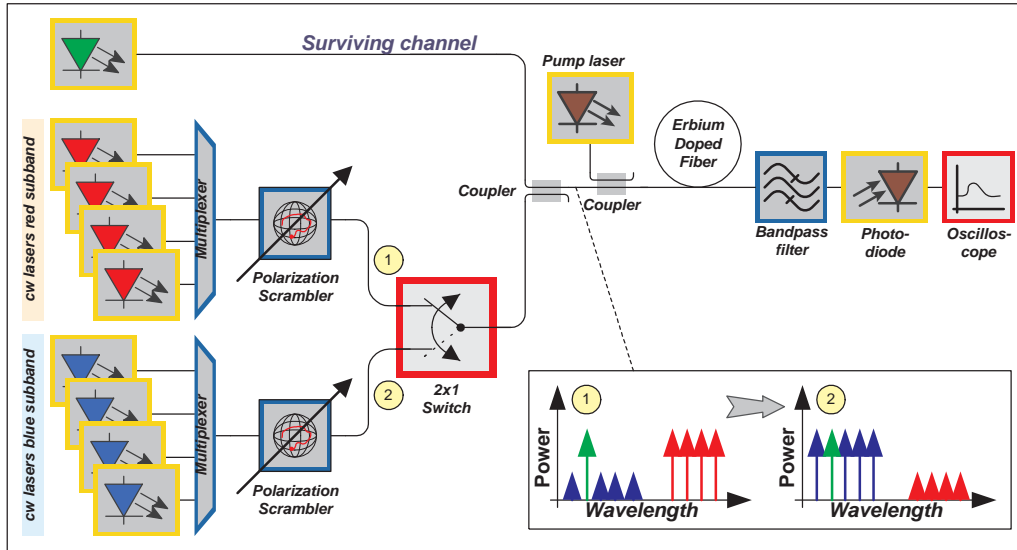 Surviving channel
Pump laser
Erbium
Doped
Fiber
cw lasers red subband
Multiplexer
Polarization
Scrambler
1
Coupler
Coupler
Bandpass
filter
Photo-
diode
Oscillos-
cope
cw lasers blue subband
Multiplexer
Polarization
Scrambler
2
2x1
Switch
1
Power
Wavelength
2
Power
Wavelength